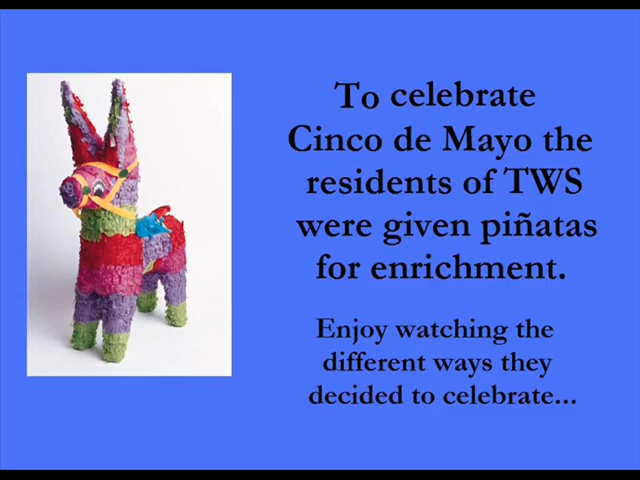 To celebrate
Cinco de Mayo the
residents of TWS
were given piñatas
for enrichment.
Enjoy watching the
different ways they
decided to celebrate...